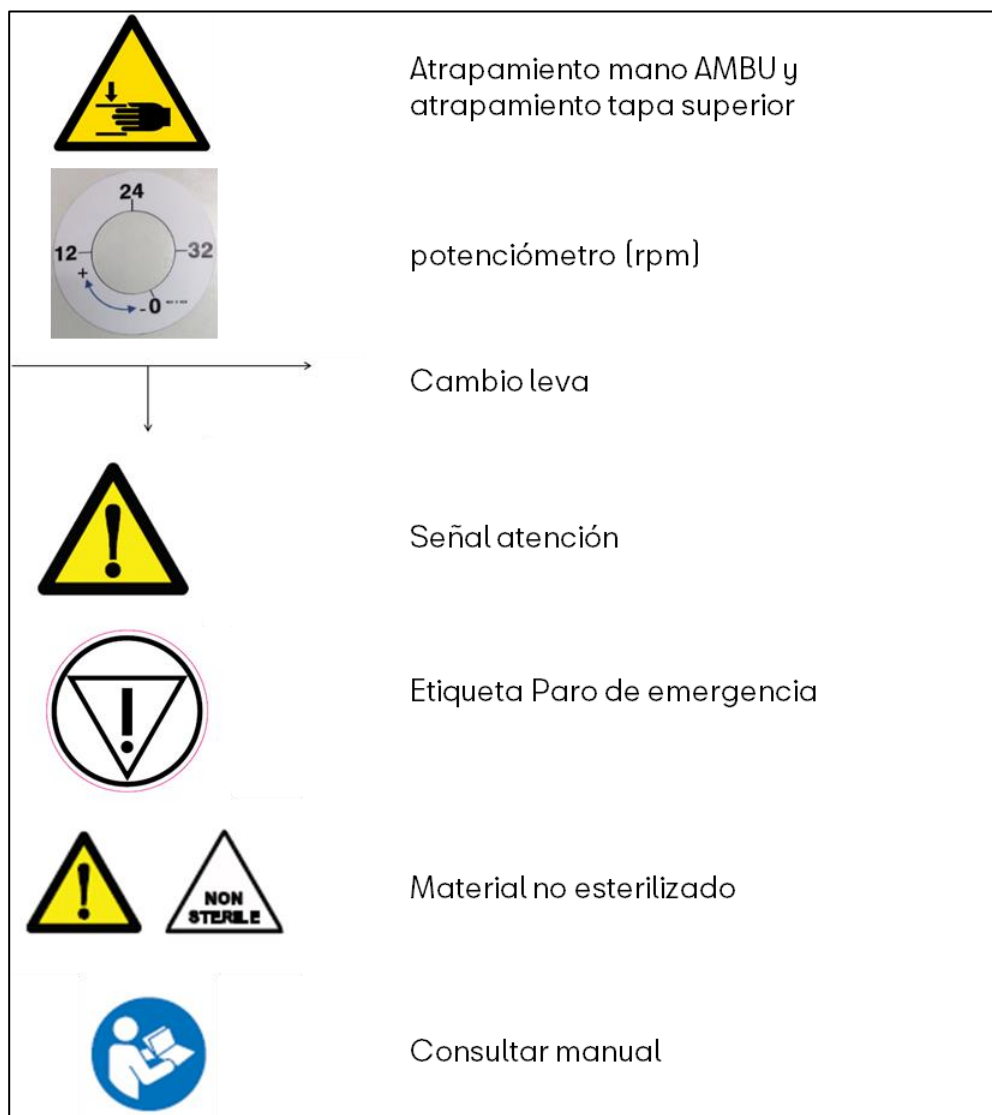 Atrapamiento mano AMBU y
atrapamiento tapa superior
24
12
32
+
-0
potenciómetro (rpm)
Cambio leva
Señal atención
Etiqueta Paro de emergencia
NON
STERILE
Material no esterilizado
Consultar manual